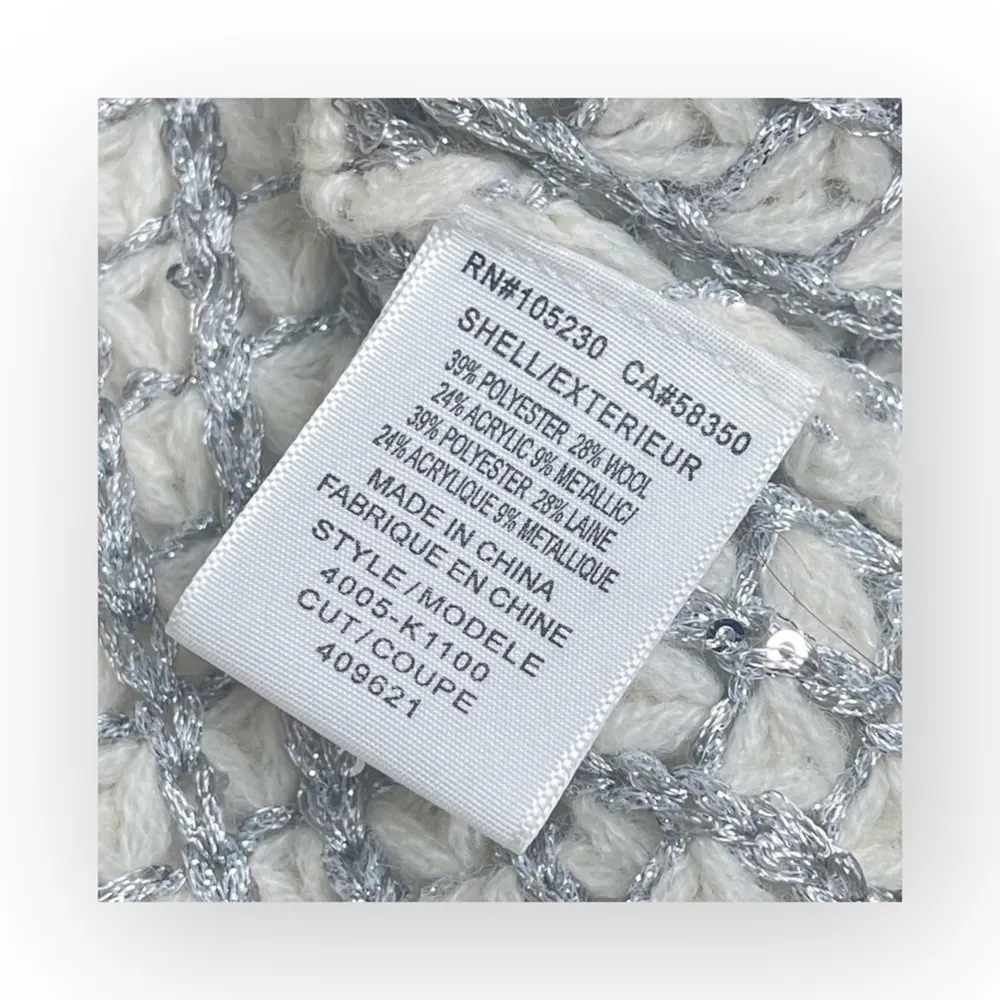 RN#105230 CA#58350
SHELL/EXTERIEUR
39% POLYESTER 28% WOOL
24% ACRYLIC 9% METALLIC/
39% POLYESTER 28% LAINE
24% ACRYLIQUE 9% METALLIQUE
MADE IN CHINA
FABRIQUE EN CHINE
STYLE/MODELE
4005-K1100
CUT/COUPE
409621